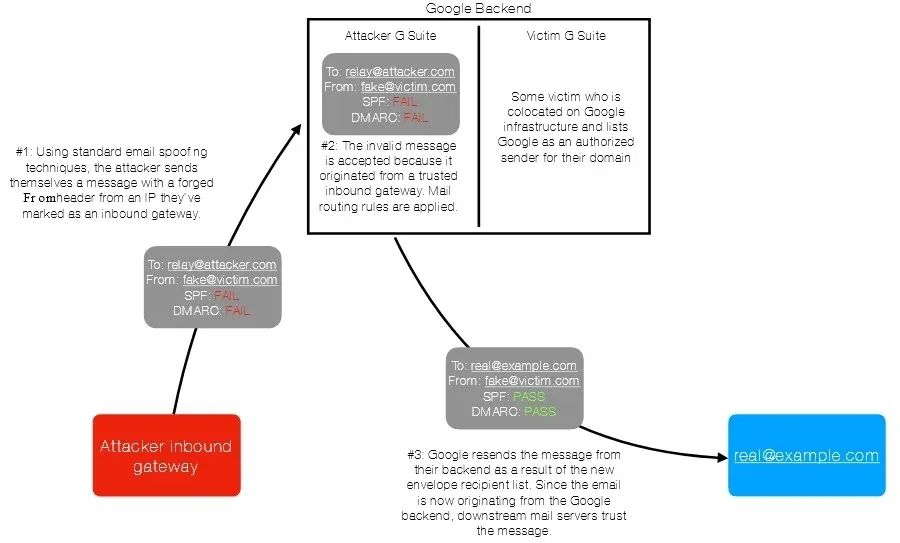 Google Backend
Attacker G Suite
Victim G Suite
To: relay@attacker.com
From: fake@victim.com
SPF: FAIL
DMARC: FAIL
Some victim who is
colocated on Google
infrastructure and lists
Google as an authorized
sender for their domain
#2: The invalid message
is accepted because it
originated from a trusted
inbound gateway. Mail
routing rules are applied.
#1: Using standard email spoofng
techniques, the attacker sends
themselves a message with a forged
Fromheader from an IP they've
marked as an inbound gateway.
To: relay@attacker.com
From: fake@victim.com
SPF: FAIL
DMARC: FAIL
To: real@example.com
From: fake@victim.com
SPF: PASS
DMARC: PASS
Attacker inbound
gateway
real@example.com
#3: Google resends the message from
their backend as a result of the new
envelope recipient list. Since the email
is now originating from the Google
backend, downstream mail servers trust
the message.